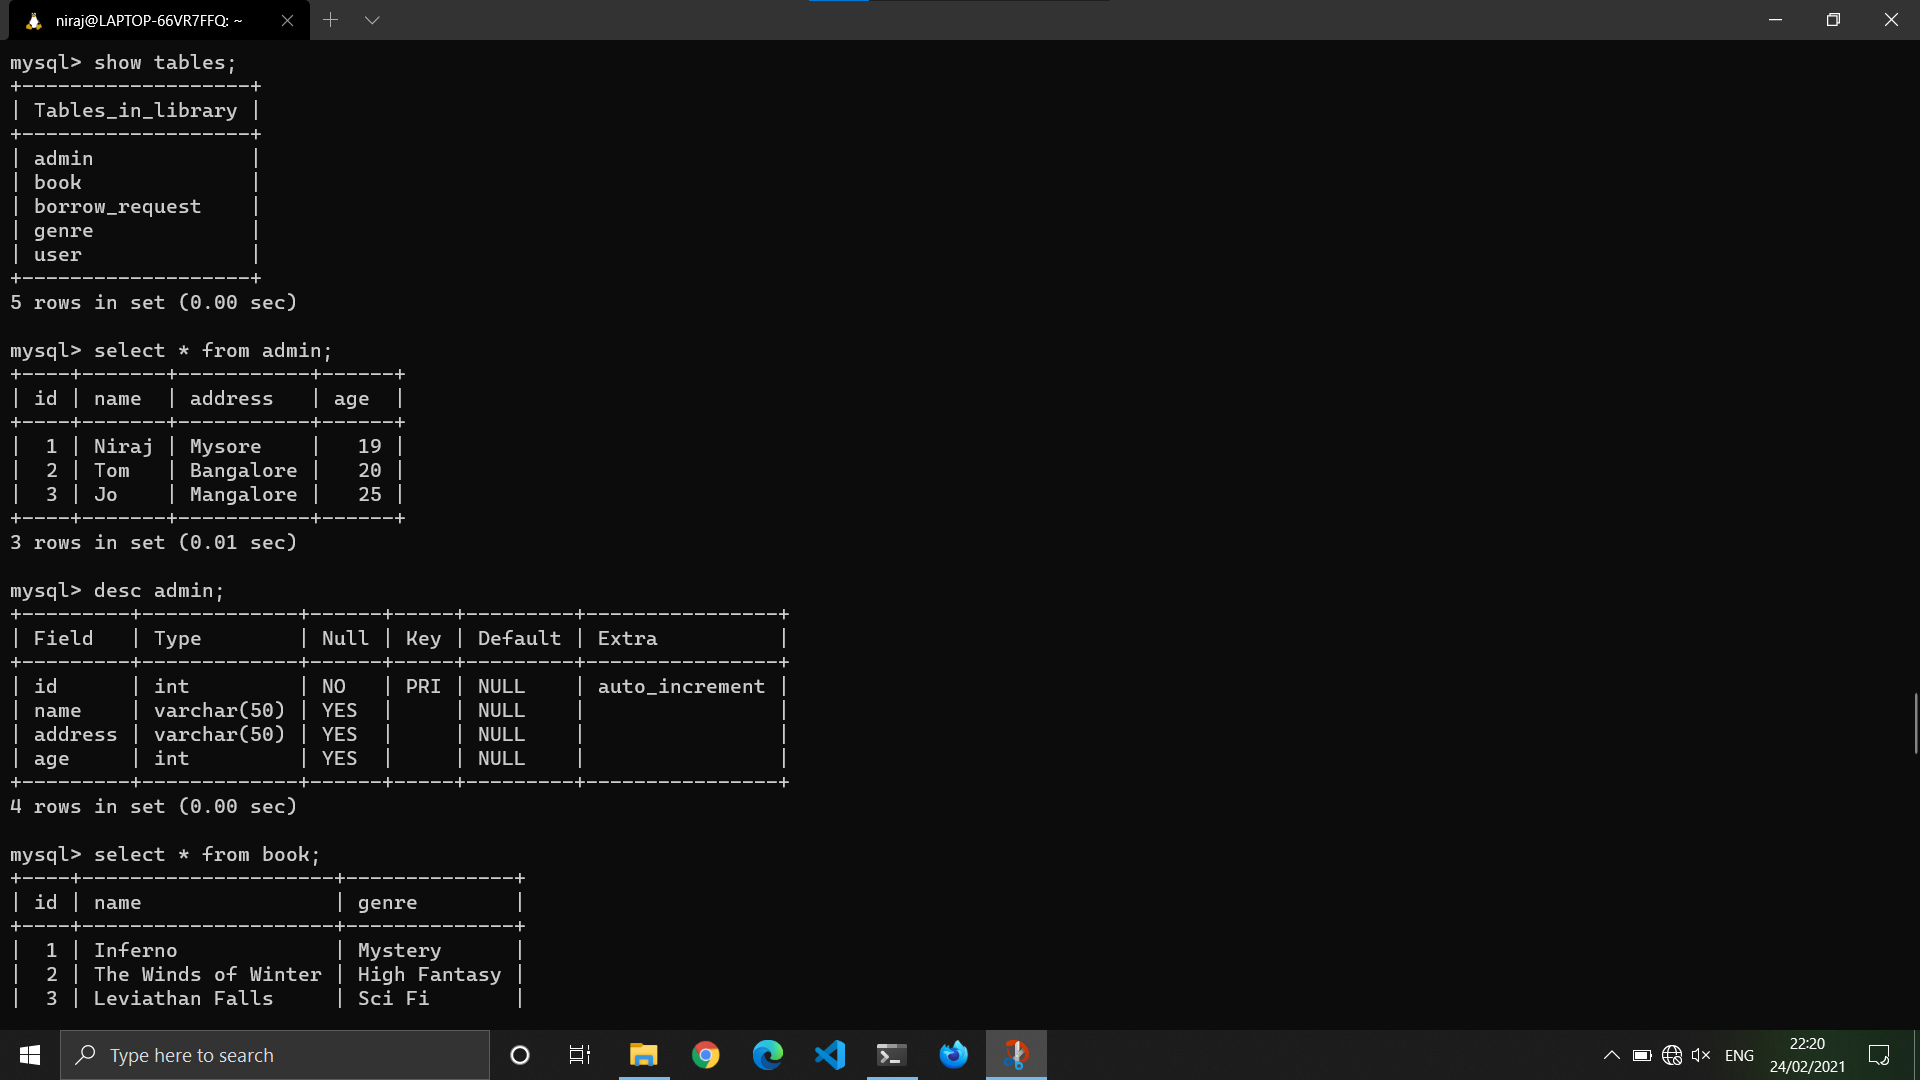 niraj@LAPTOP-66VR7FFQ: ~
mysql> show tables;
+-------------------+
| Tables_in_library |
+-------------------+
| admin             |
| book              |
| borrow_request    |
| genre             |
| user              |
+-------------------+
5 rows in set (0.00 sec)
mysql> select * from admin;
+----+-------+-----------+------+
| id | name  | address   | age  |
+----+-------+-----------+------+
|  1 | Niraj | Mysore    |   19 |
|  2 | Tom   | Bangalore |   20 |
|  3 | Jo    | Mangalore |   25 |
+----+-------+-----------+------+
3 rows in set (0.01 sec)
mysql> desc admin;
+---------+-------------+------+-----+---------+----------------+
| Field   | Type        | Null | Key | Default | Extra          |
+---------+-------------+------+-----+---------+----------------+
| id      | int         | NO   | PRI | NULL    | auto_increment |
| name    | varchar(50) | YES  |     | NULL    |                |
| address | varchar(50) | YES  |     | NULL    |                |
| age     | int         | YES  |     | NULL    |                |
+---------+-------------+------+-----+---------+----------------+
4 rows in set (0.00 sec)
mysql> select * from book;
+----+---------------------+--------------+
| id | name                | genre        |
+----+---------------------+--------------+
|  1 | Inferno             | Mystery      |
|  2 | The Winds of Winter | High Fantasy |
|  3 | Leviathan Falls     | Sci Fi       |
Type here to search
ENG
22:20
24/02/2021